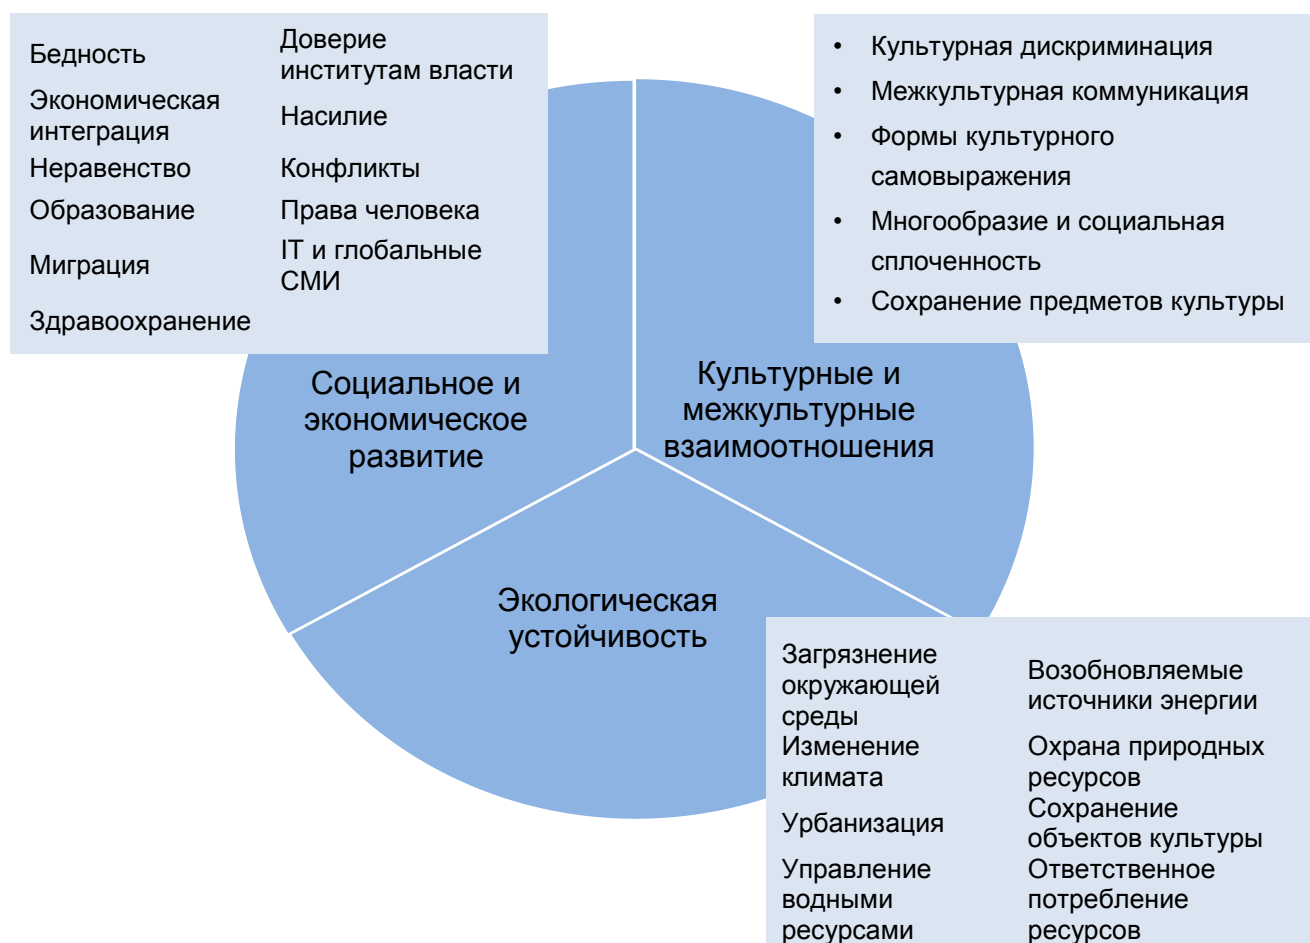 Бедность
Доверие
институтам власти
Экономическая
интеграция
Насилие
Неравенство
Конфликты
Образование
Права человека
Миграция
IT и глобальные
СМИ
Здравоохранение
• Культурная дискриминация
• Межкультурная коммуникация
• Формы культурного
самовыражения
• Многообразие и социальная
сплоченность
• Сохранение предметов культуры
Социальное и
экономическое
развитие
Культурные и
межкультурные
взаимоотношения
Экологическая
устойчивость
Загрязнение
окружающей
среды
Возобновляемые
источники энергии
Изменение
климата
Охрана природных
ресурсов
Урбанизация
Сохранение
объектов культуры
Управление
водными
ресурсами
Ответственное
потребление
ресурсов